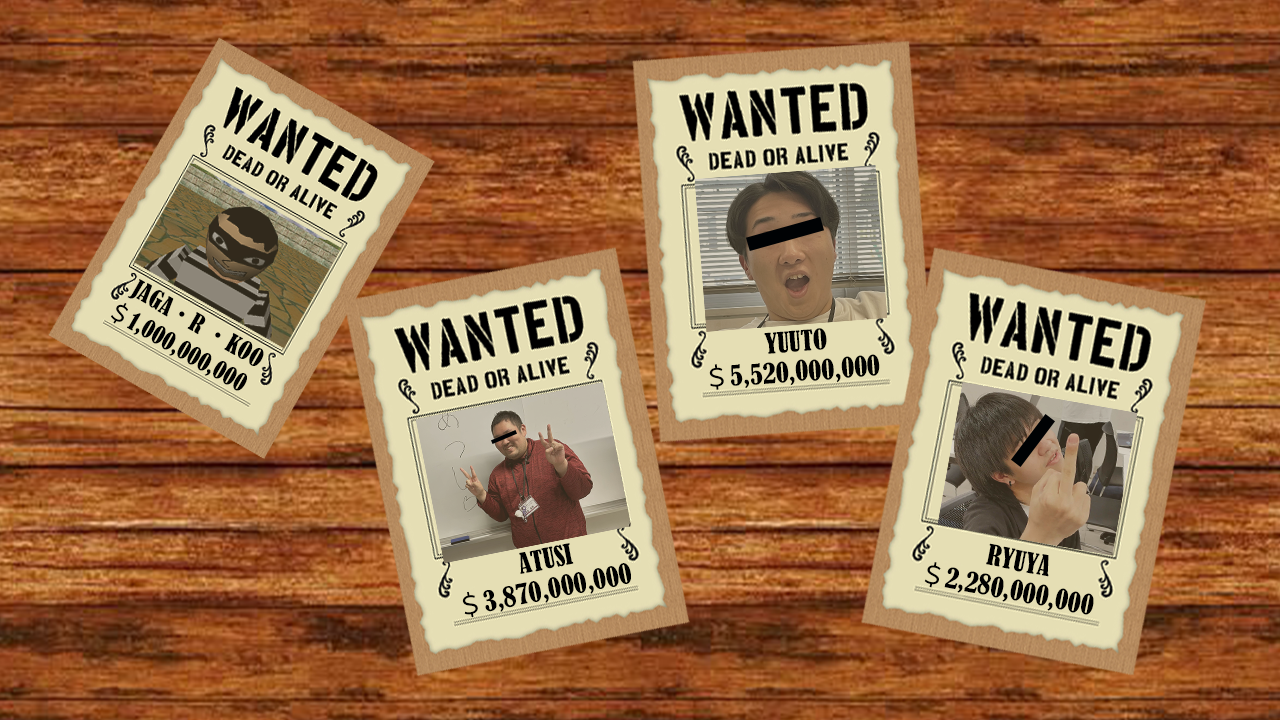 WANTED
DEAD OR ALIVE
JAGA・R・KOO
$1,000,000,000
WANTED
DEAD OR ALIVE
ATUSI
$3,870,000,000
WANTED
DEAD OR ALIVE
YUUTO
$5,520,000,000
WANTED
DEAD OR ALIVE
RYUYA
$2,280,000,000